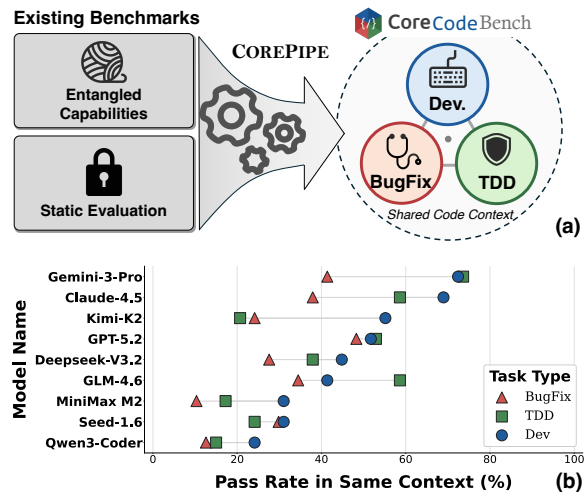 Existing Benchmarks
Entangled
Capabilities
Static Evaluation
COREPIPE
CoreCodeBench
Dev.
BugFix
TDD
Shared Code Context
(a)
Model Name
Gemini-3-Pro
Claude-4.5
Kimi-K2
GPT-5.2
Deepseek-V3.2
GLM-4.6
MiniMax M2
Seed-1.6
Qwen3-Coder
Task Type
BugFix
TDD
Dev
0 20 40 60 80 100
Pass Rate in Same Context (%)
(b)